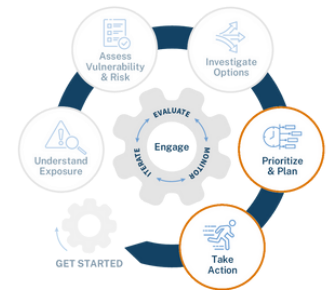 Assess
Vulnerability
& Risk
Investigate
Options
EVALUATE
Engage
ITERATE
MONITOR
Understand
Exposure
Prioritize
& Plan
GET STARTED
Take
Action